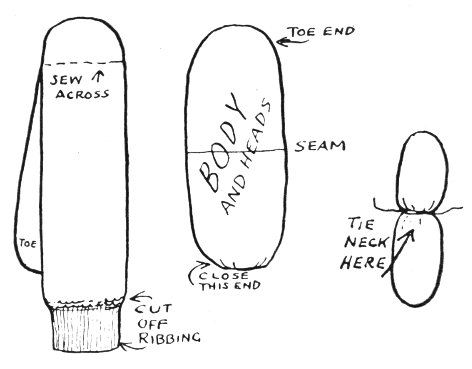 SEW ↑
ACROSS
TOE
CUT
OFF
RIBBING
TOE END
BODY
AND HEADS
SEAM
CLOSE
THIS END
TIE
NECK
HERE